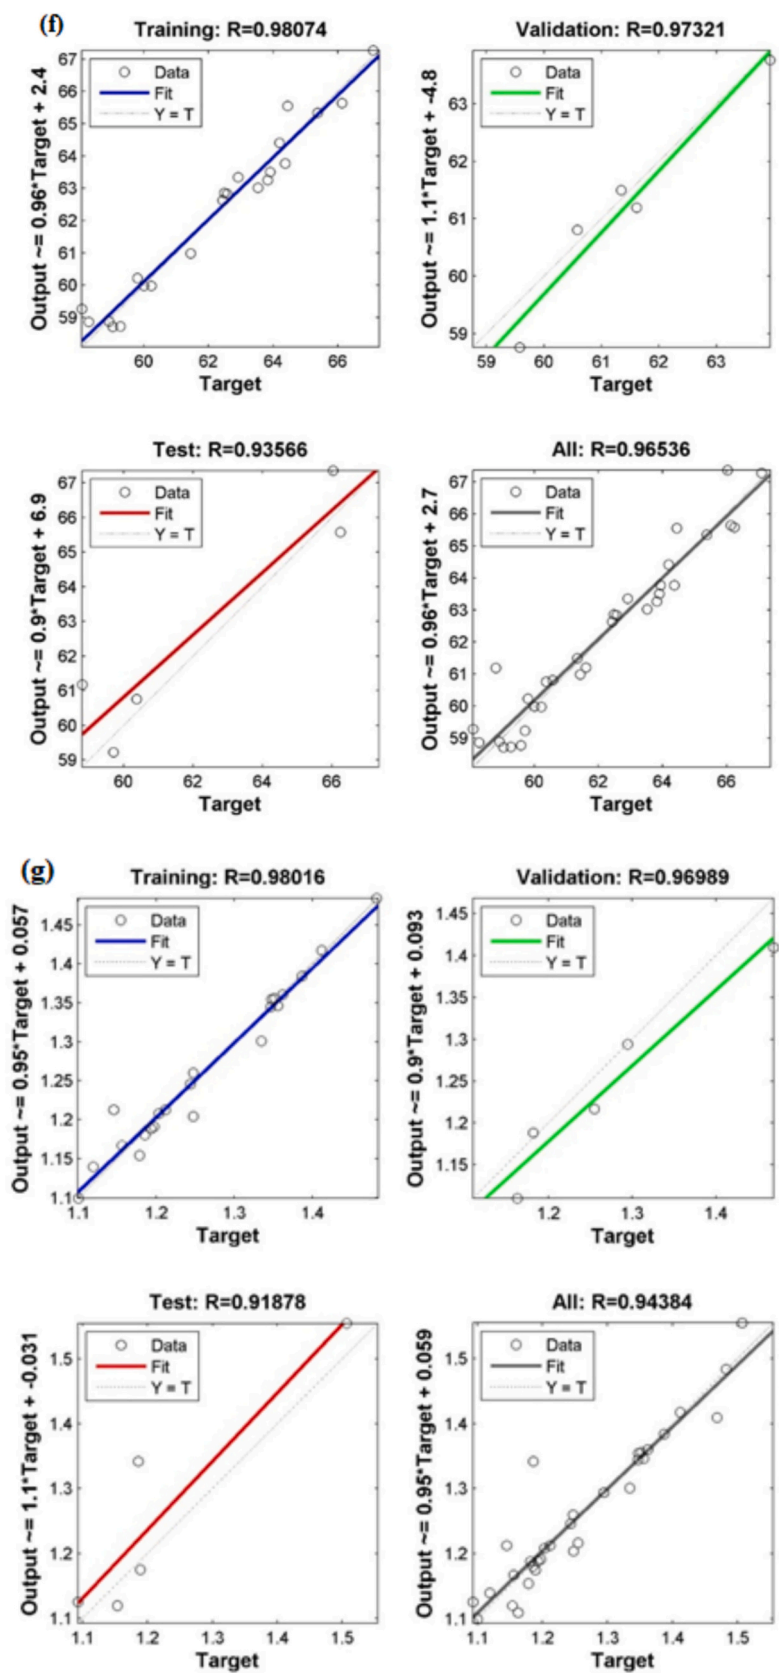 (f)
Training: R=0.98074
Output ~= 0.96*Target + 2.4
67
66
65
64
63
62
61
60
59
Data
Fit
Y = T
60
62
64
66
Target
Validation: R=0.97321
Output ~= 1.1*Target + -4.8
63
62
61
60
59
Data
Fit
Y = T
59
60
61
62
63
Target
Test: R=0.93566
Output ~= 0.9*Target + 6.9
67
66
65
64
63
62
61
60
59
Data
Fit
Y = T
60
62
64
66
Target
All: R=0.96536
Output ~= 0.96*Target + 2.7
67
66
65
64
63
62
61
60
59
Data
Fit
Y = T
60
62
64
66
Target
(g)
Training: R=0.98016
Output ~= 0.95*Target + 0.057
1.45
1.4
1.35
1.3
1.25
1.2
1.15
1.1
Data
Fit
Y = T
1.1
1.2
1.3
1.4
Target
Validation: R=0.96989
Output ~= 0.9*Target + 0.093
1.45
1.4
1.35
1.3
1.25
1.2
1.15
Data
Fit
Y = T
1.2
1.3
1.4
Target
Test: R=0.91878
Output ~= 1.1*Target + -0.031
1.5
1.4
1.3
1.2
1.1
Data
Fit
Y = T
1.1
1.2
1.3
1.4
1.5
Target
All: R=0.94384
Output ~= 0.95*Target + 0.059
1.5
1.4
1.3
1.2
1.1
Data
Fit
Y = T
1.1
1.2
1.3
1.4
1.5
Target